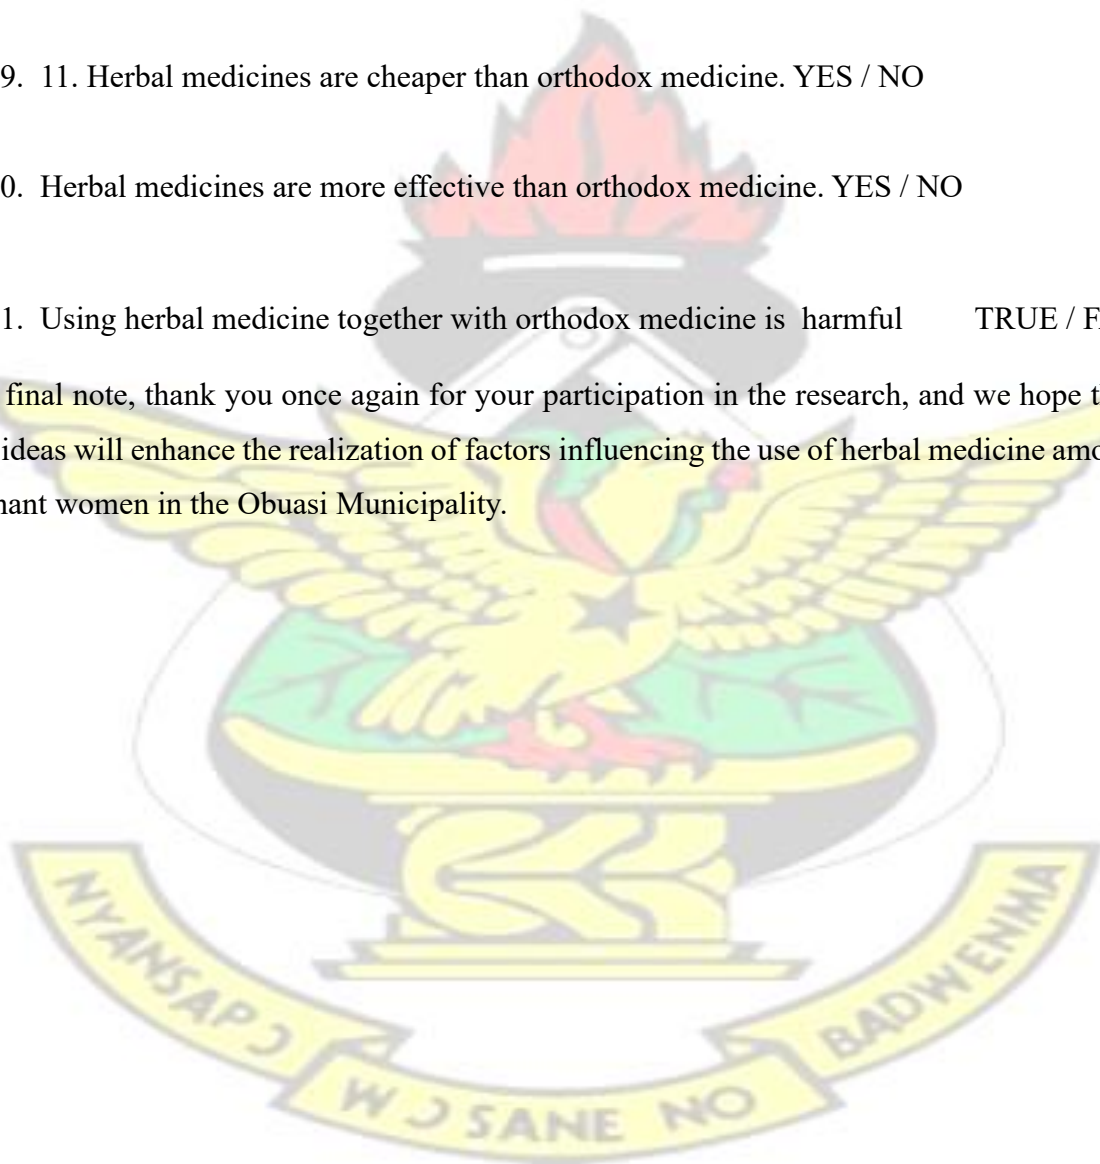 9. 11. Herbal medicines are cheaper than orthodox medicine. YES / NO
0. Herbal medicines are more effective than orthodox medicine. YES / NO
1. Using herbal medicine together with orthodox medicine is harmful TRUE / F
final note, thank you once again for your participation in the research, and we hope t
ideas will enhance the realization of factors influencing the use of herbal medicine amo
nant women in the Obuasi Municipality.
NYANSAPƆ
WƆSANE NO
BADWENMA